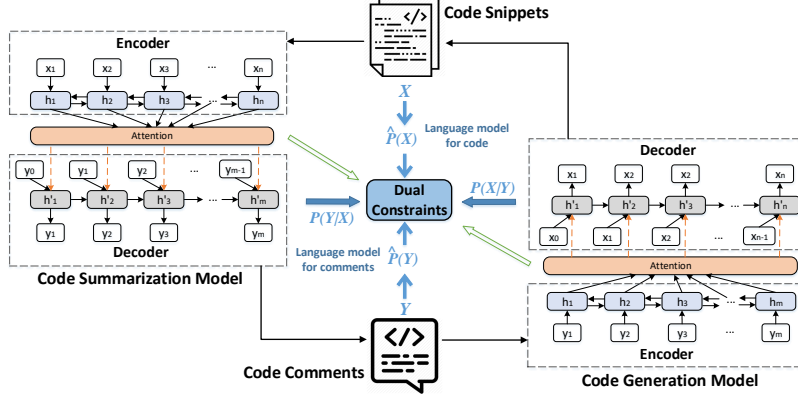 Code Snippets
Encoder
x1 x2 x3 ... xn
h1 h2 h3 ... hn
Attention
y0 y1 y2 ... ym-1
h'1 h'2 h'3 ... h'm
y1 y2 y3 ... ym
Decoder
Code Summarization Model
X
P̂(X)
Language model
for code
Dual
Constraints
P(Y|X)
P(X|Y)
Language model
for comments
P̂(Y)
Y
Code Comments
</>
</>
Decoder
x1 x2 x2 ... xn
h'1 h'2 h'3 ... h'n
x0 x1 x2 ... xn-1
Attention
h1 h2 h3 ... hm
y1 y2 y3 ... ym
Encoder
Code Generation Model